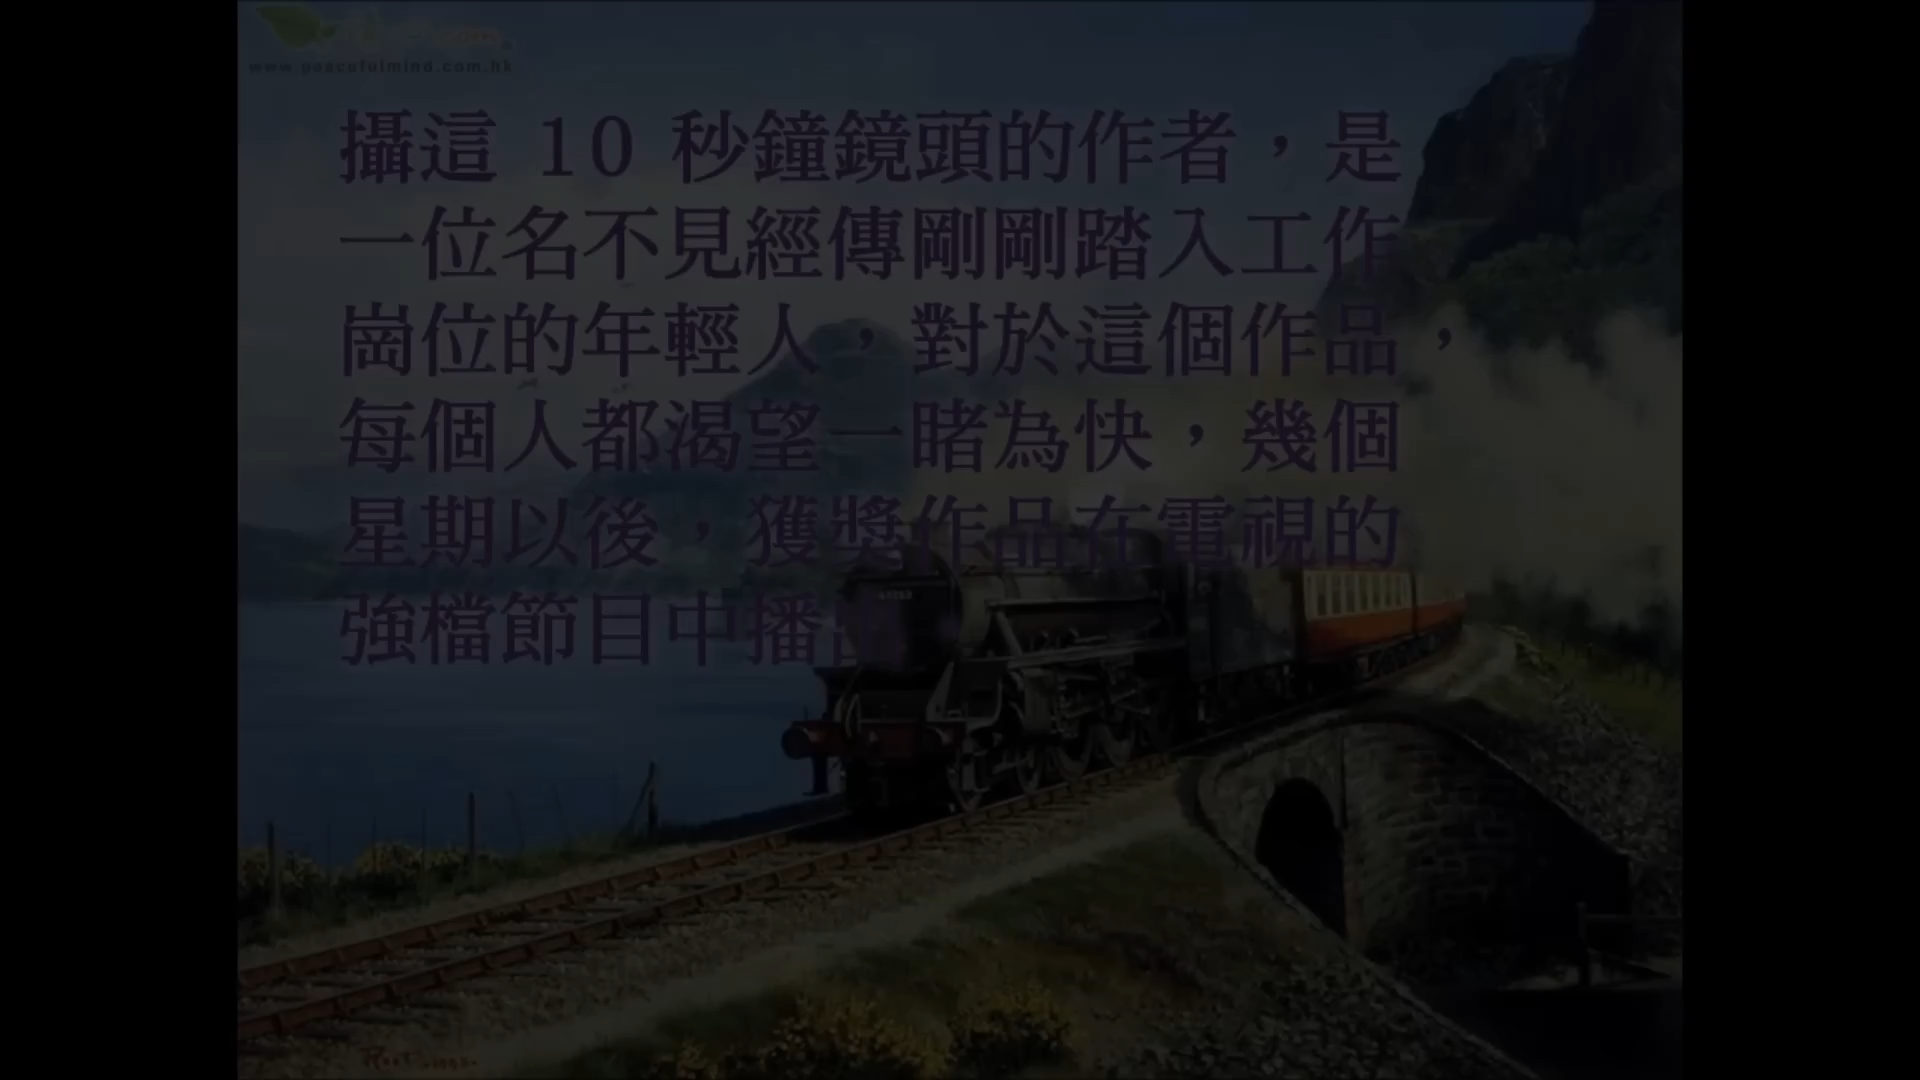 www.peacefulmind.com.hk
攝這 10 秒鐘鏡頭的作者，是
一位名不見經傳剛剛踏入工作
崗位的年輕人，對於這個作品，
每個人都渴望一睹為快，幾個
星期以後，獲獎作品在電視的
強檔節目中播出。